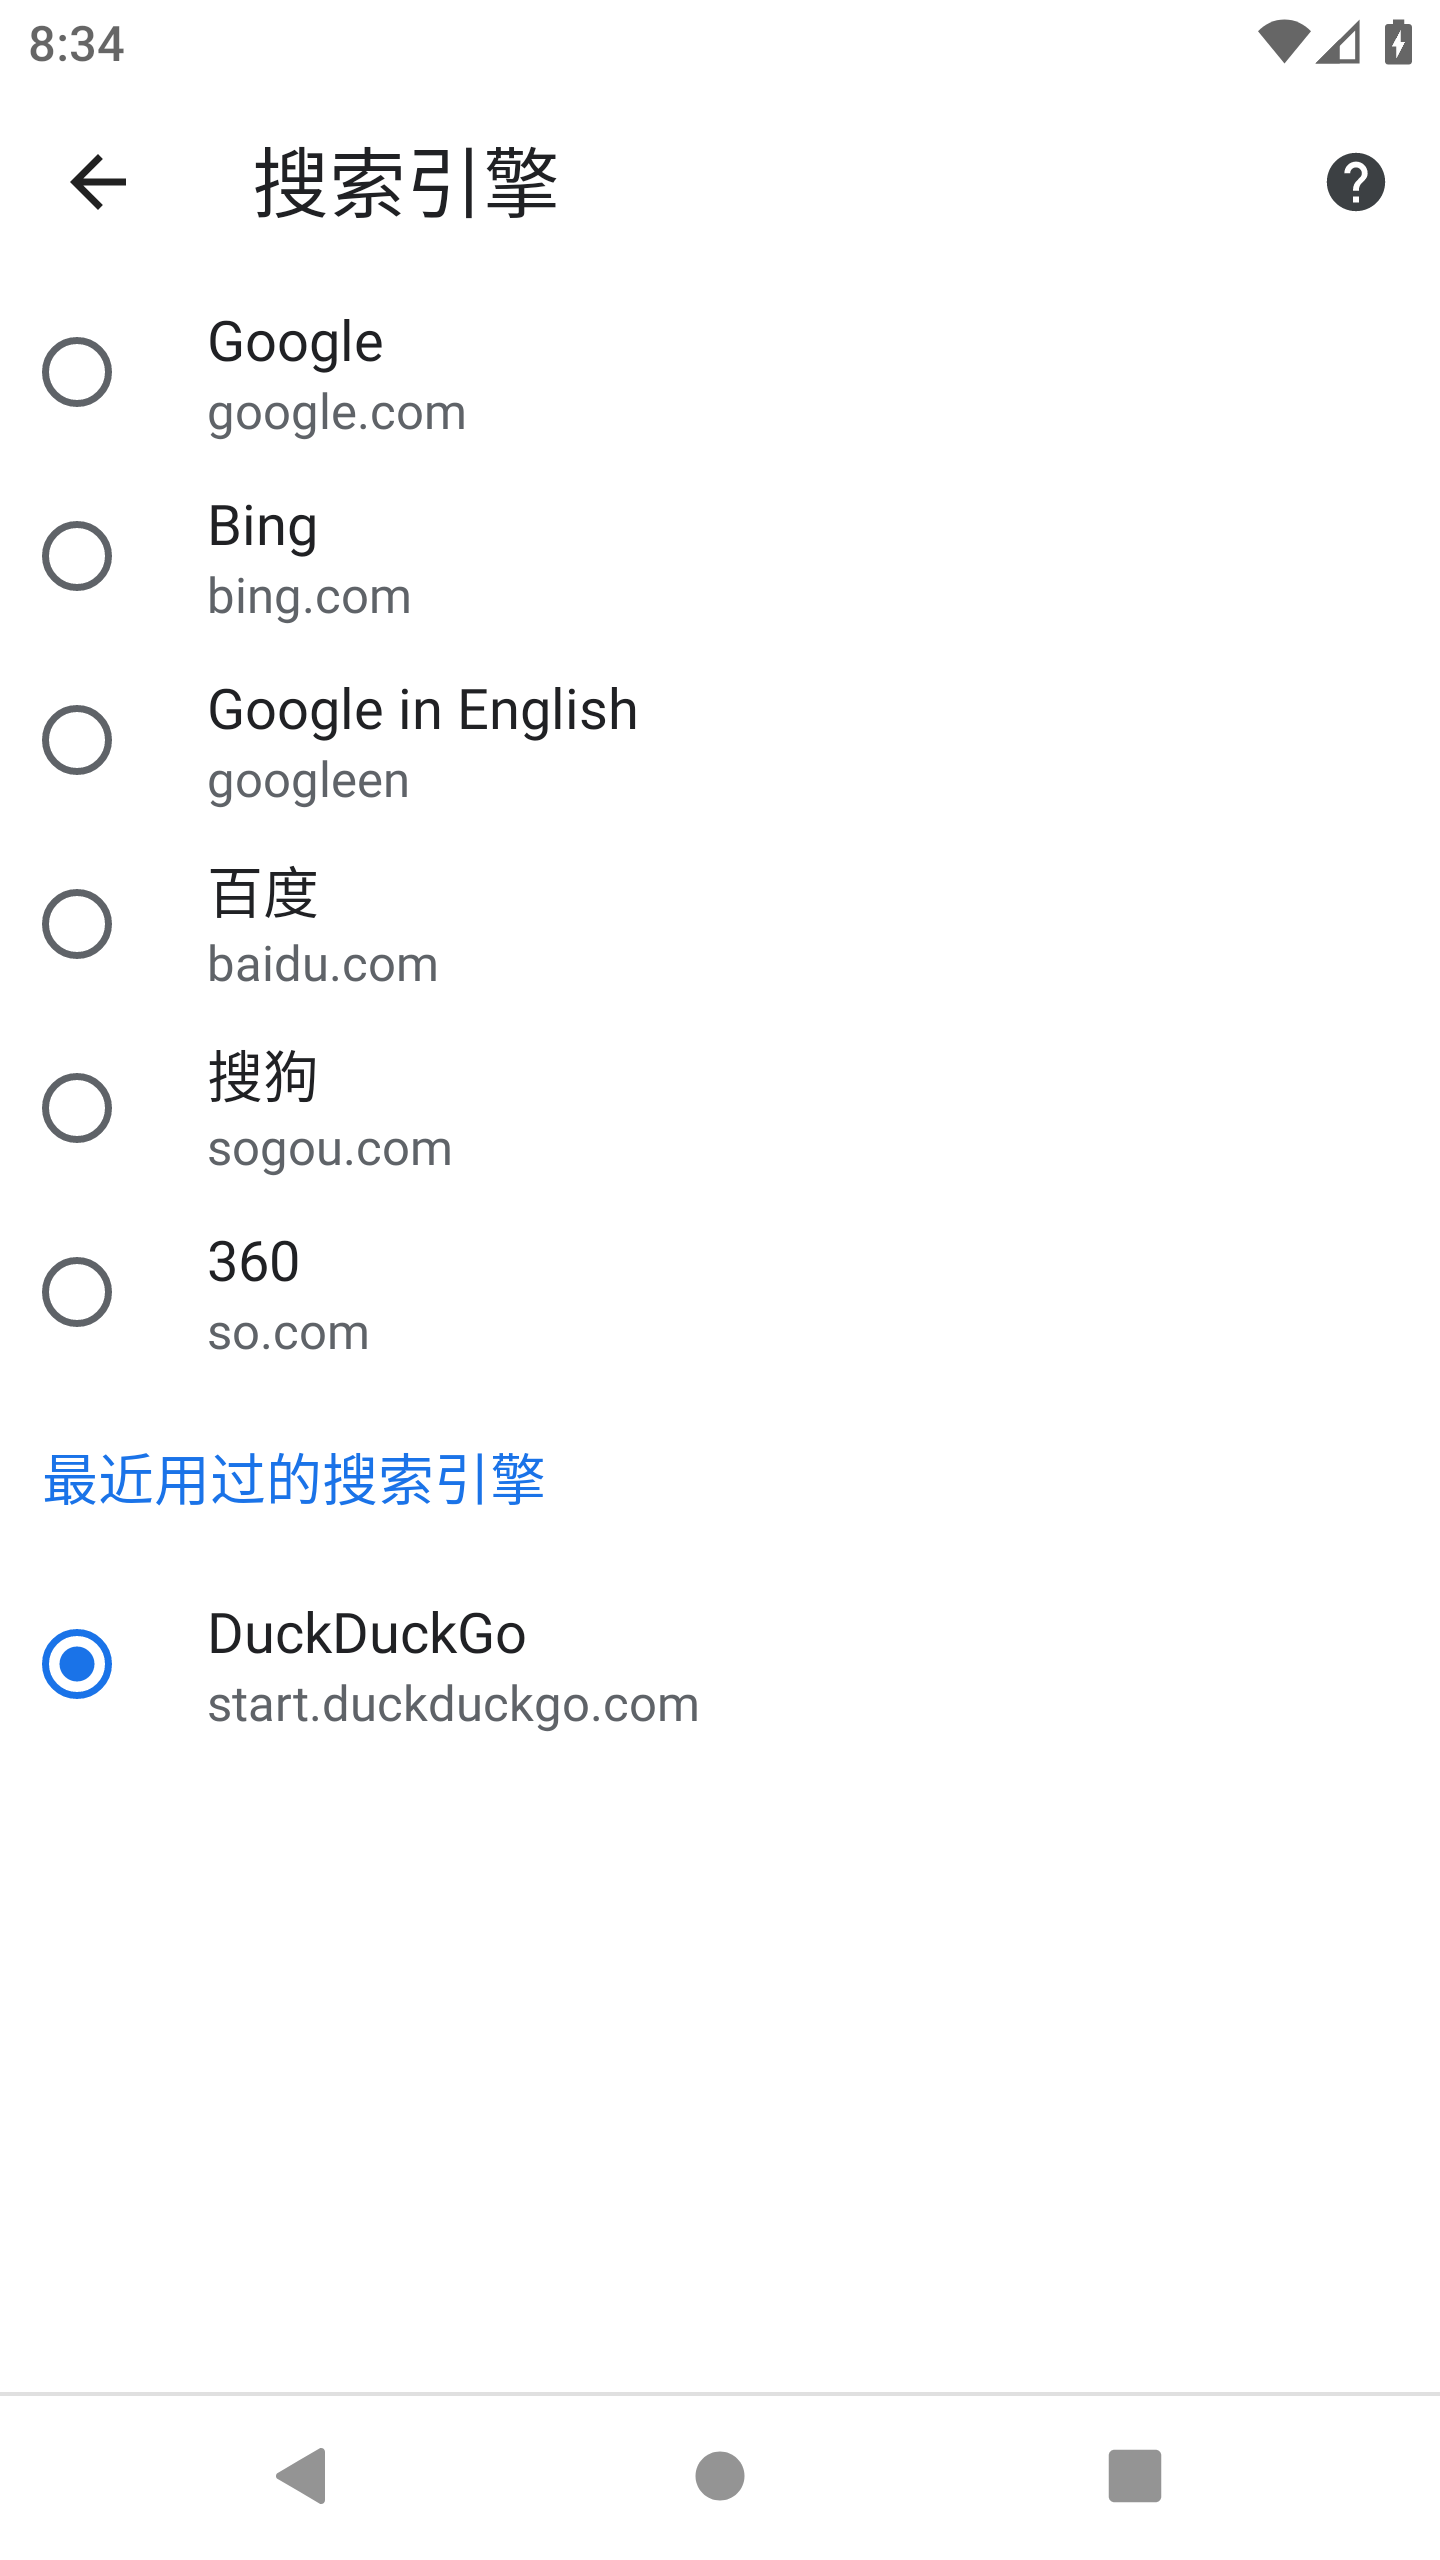 8:34
搜索引擎
Google
google.com
Bing
bing.com
Google in English
googleen
百度
baidu.com
搜狗
sogou.com
360
so.com
最近用过的搜索引擎
DuckDuckGo
start.duckduckgo.com